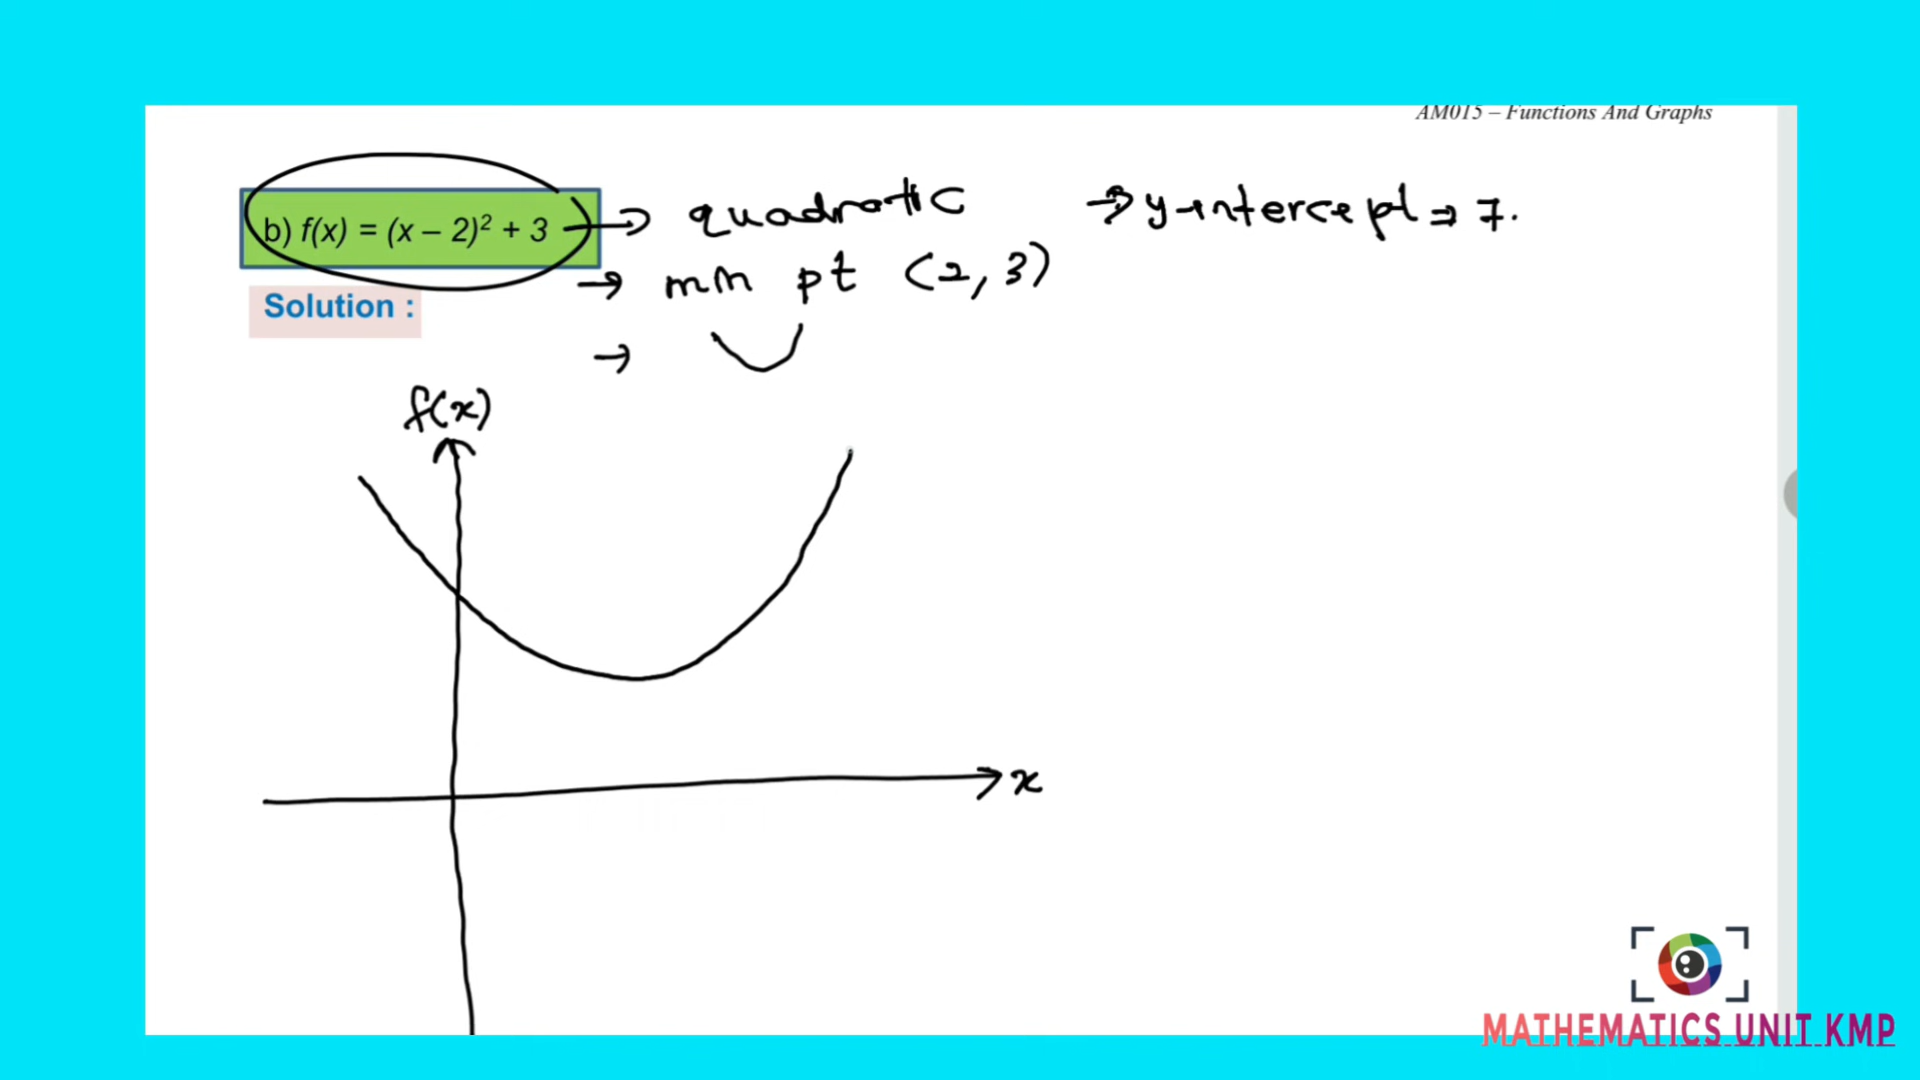 AM015 – Functions And Graphs
b) f(x) = (x – 2)² + 3 → quadratic → y-intercept = 7.
→ min pt (2, 3)
Solution :
→
f(x)
x
MATHEMATICS UNIT KMP